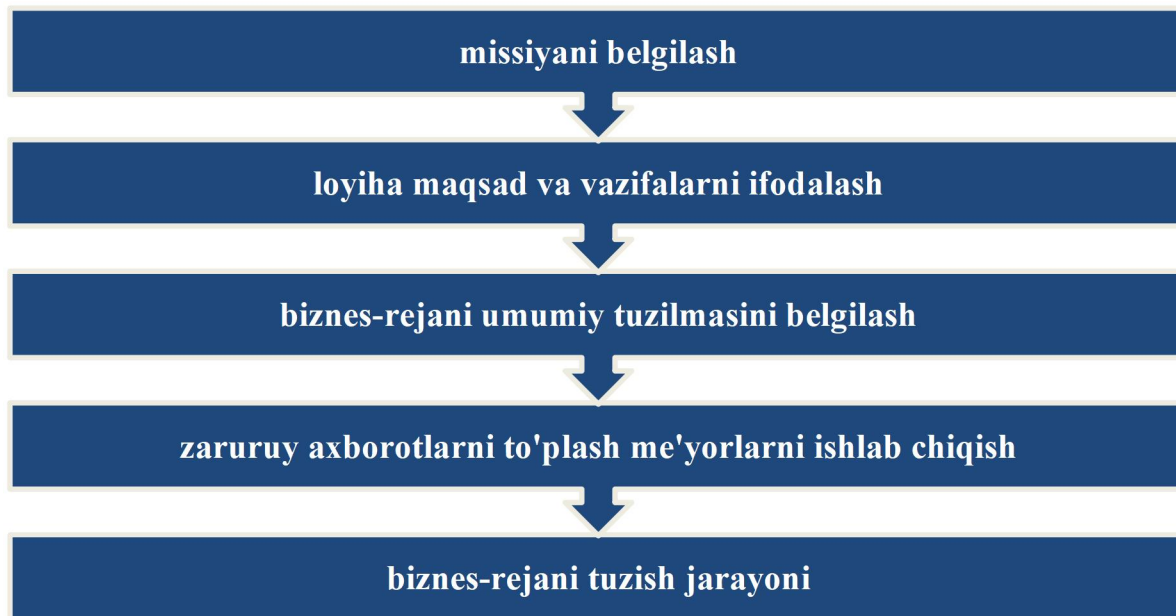 missiyani belgilash
loyiha maqsad va vazifalarni ifodalash
biznes-rejani umumiy tuzilmasini belgilash
zaruruy axborotlarni to'plash me'yorlarni ishlab chiqish
biznes-rejani tuzish jarayoni